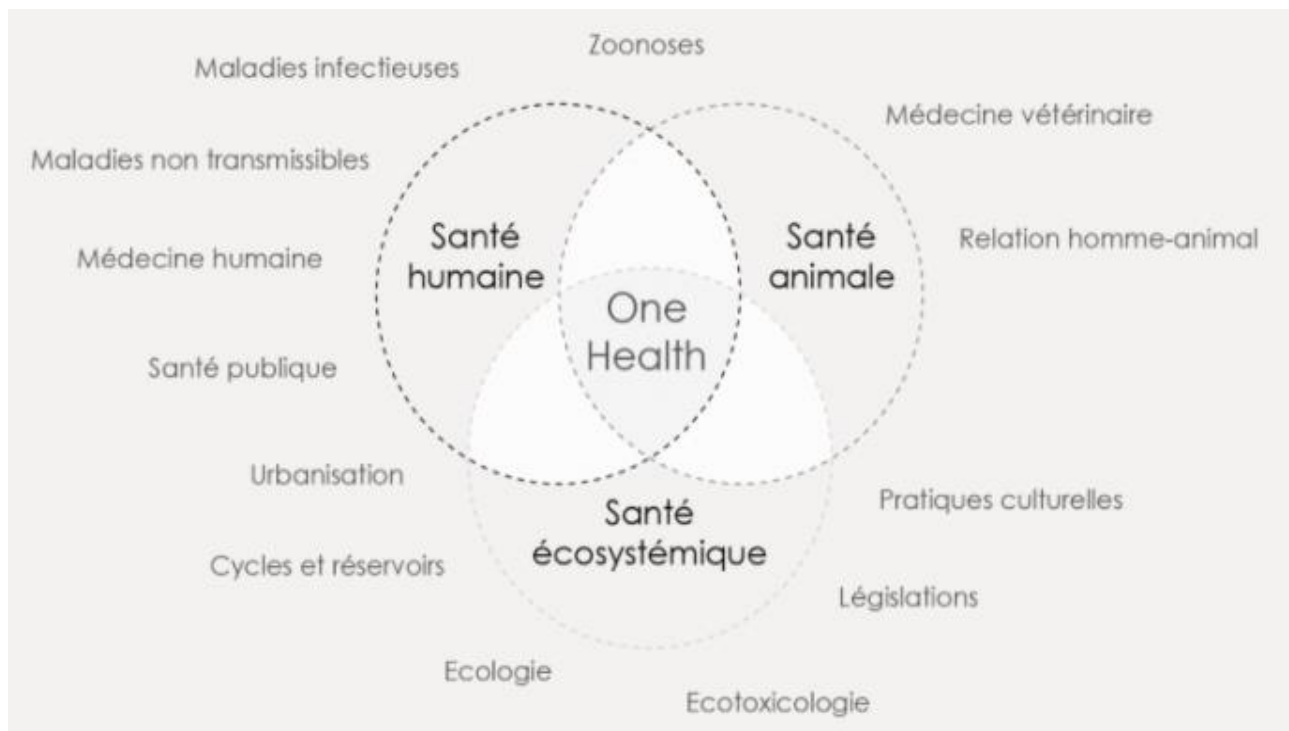 Zoonoses
Maladies infectieuses
Médecine vétérinaire
Maladies non transmissibles
Santé
humaine
Santé
animale
Relation homme-animal
Médecine humaine
One
Health
Santé publique
Urbanisation
Pratiques culturelles
Santé
écosystémique
Cycles et réservoirs
Législations
Ecologie
Ecotoxicologie